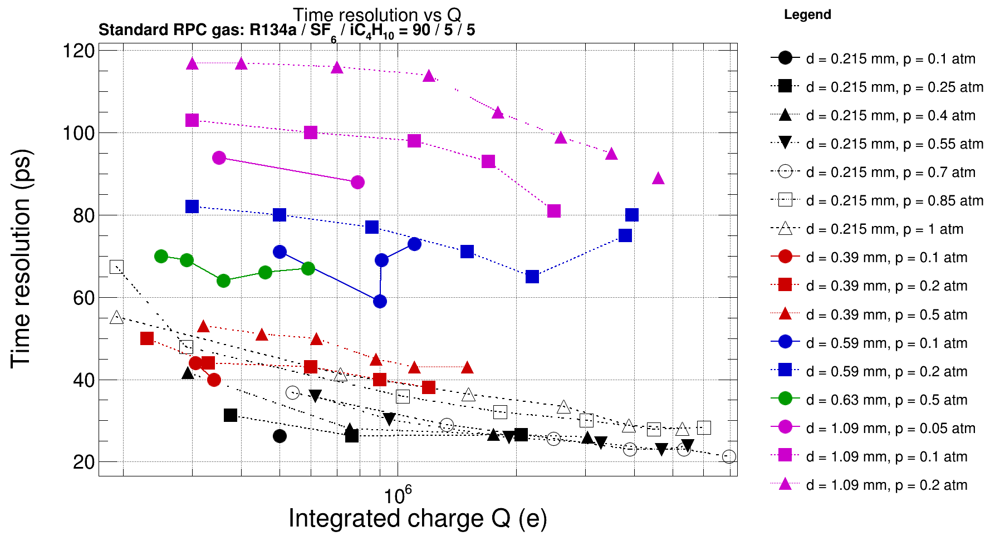 Time resolution vs Q
Standard RPC gas: R134a / SF6 / iC4H10 = 90 / 5 / 5
Legend
120
100
80
60
40
20
Time resolution (ps)
10^6
Integrated charge Q (e)
d = 0.215 mm, p = 0.1 atm
d = 0.215 mm, p = 0.25 atm
d = 0.215 mm, p = 0.4 atm
d = 0.215 mm, p = 0.55 atm
d = 0.215 mm, p = 0.7 atm
d = 0.215 mm, p = 0.85 atm
d = 0.215 mm, p = 1 atm
d = 0.39 mm, p = 0.1 atm
d = 0.39 mm, p = 0.2 atm
d = 0.39 mm, p = 0.5 atm
d = 0.59 mm, p = 0.1 atm
d = 0.59 mm, p = 0.2 atm
d = 0.63 mm, p = 0.5 atm
d = 1.09 mm, p = 0.05 atm
d = 1.09 mm, p = 0.1 atm
d = 1.09 mm, p = 0.2 atm